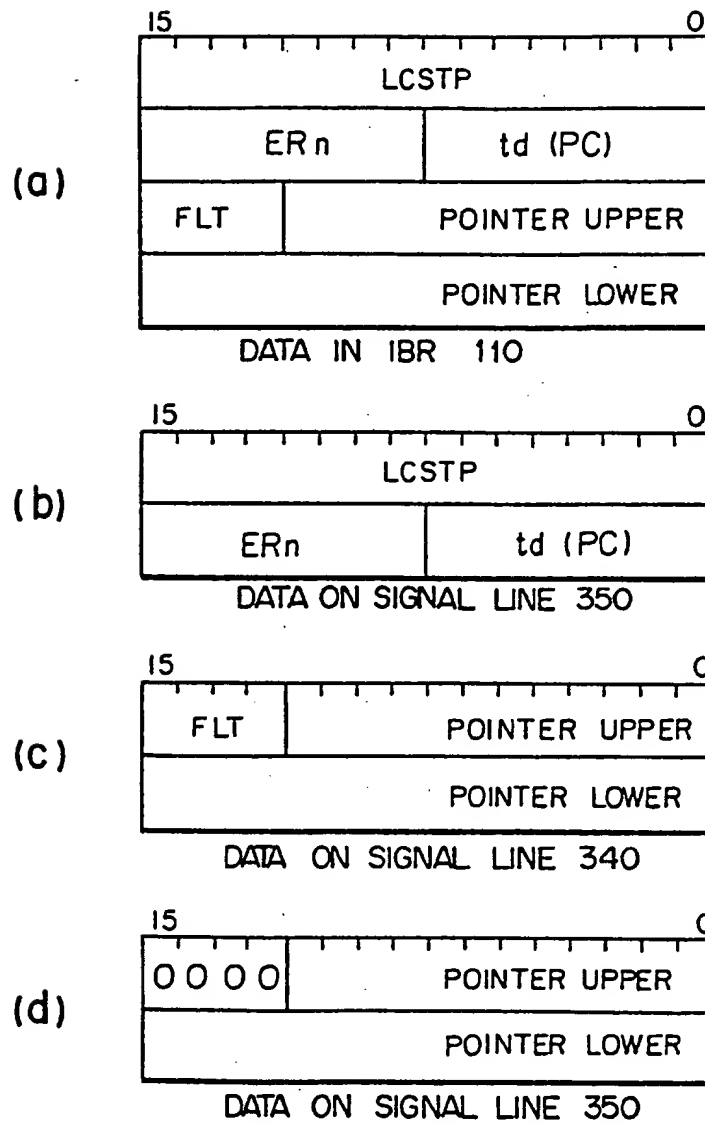 15 0
LCSTP
(a)
ERn td (PC)
FLT POINTER UPPER
POINTER LOWER
DATA IN IBR 110
15 0
(b)
LCSTP
ERn td (PC)
DATA ON SIGNAL LINE 350
15 0
(c)
FLT POINTER UPPER
POINTER LOWER
DATA ON SIGNAL LINE 340
15 0
(d)
0 0 0 0 POINTER UPPER
POINTER LOWER
DATA ON SIGNAL LINE 350